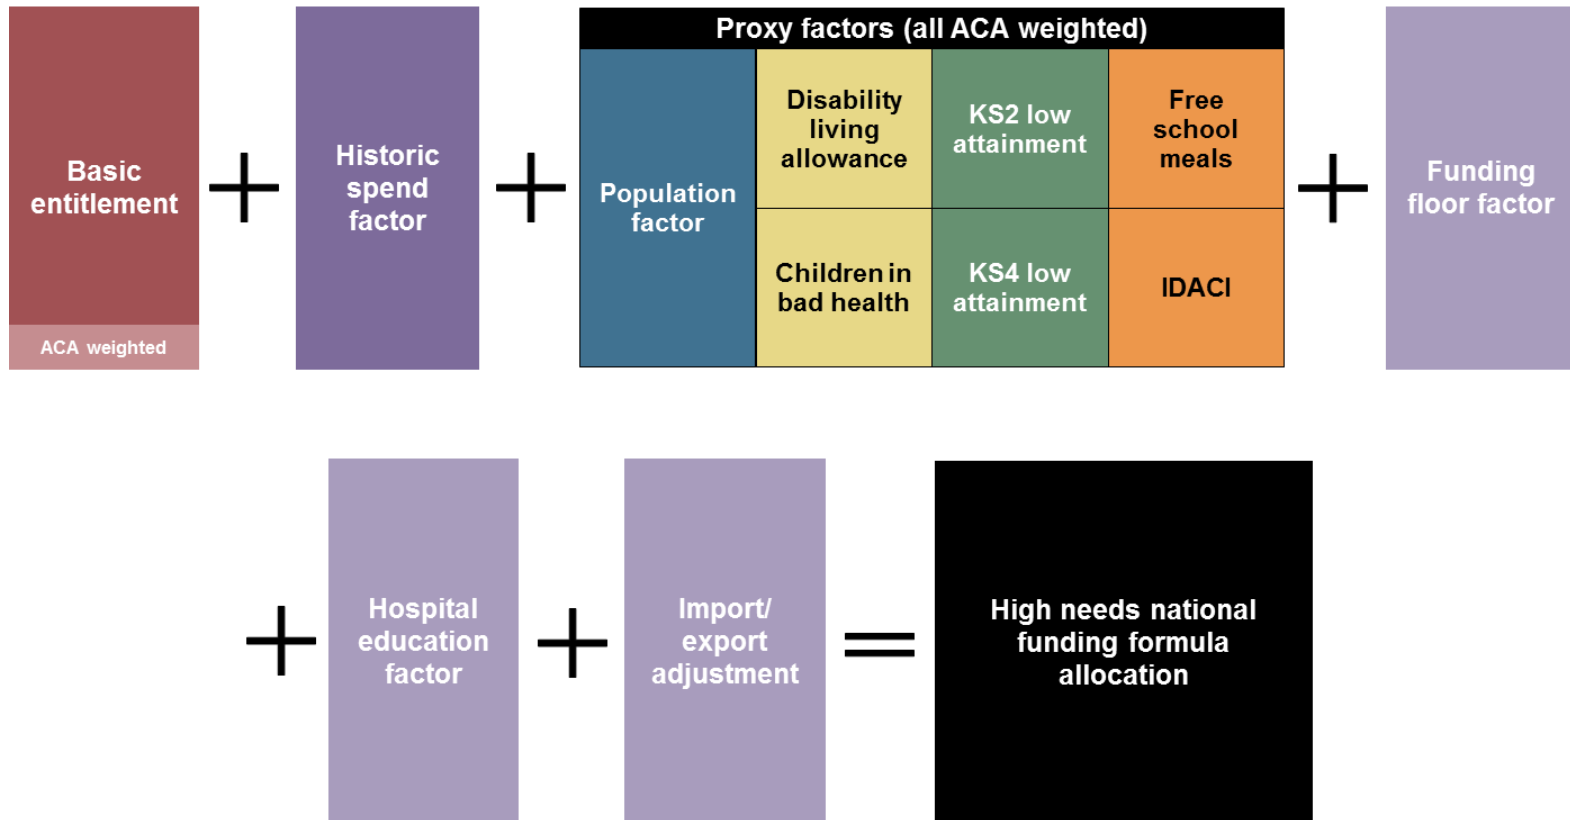 Basic
entitlement
ACA weighted
Historic
spend
factor
Proxy factors (all ACA weighted)
Population
factor
Disability
living
allowance
KS2 low
attainment
Free
school
meals
Children in
bad health
KS4 low
attainment
IDACI
Funding
floor factor
Hospital
education
factor
Import/
export
adjustment
High needs national
funding formula
allocation